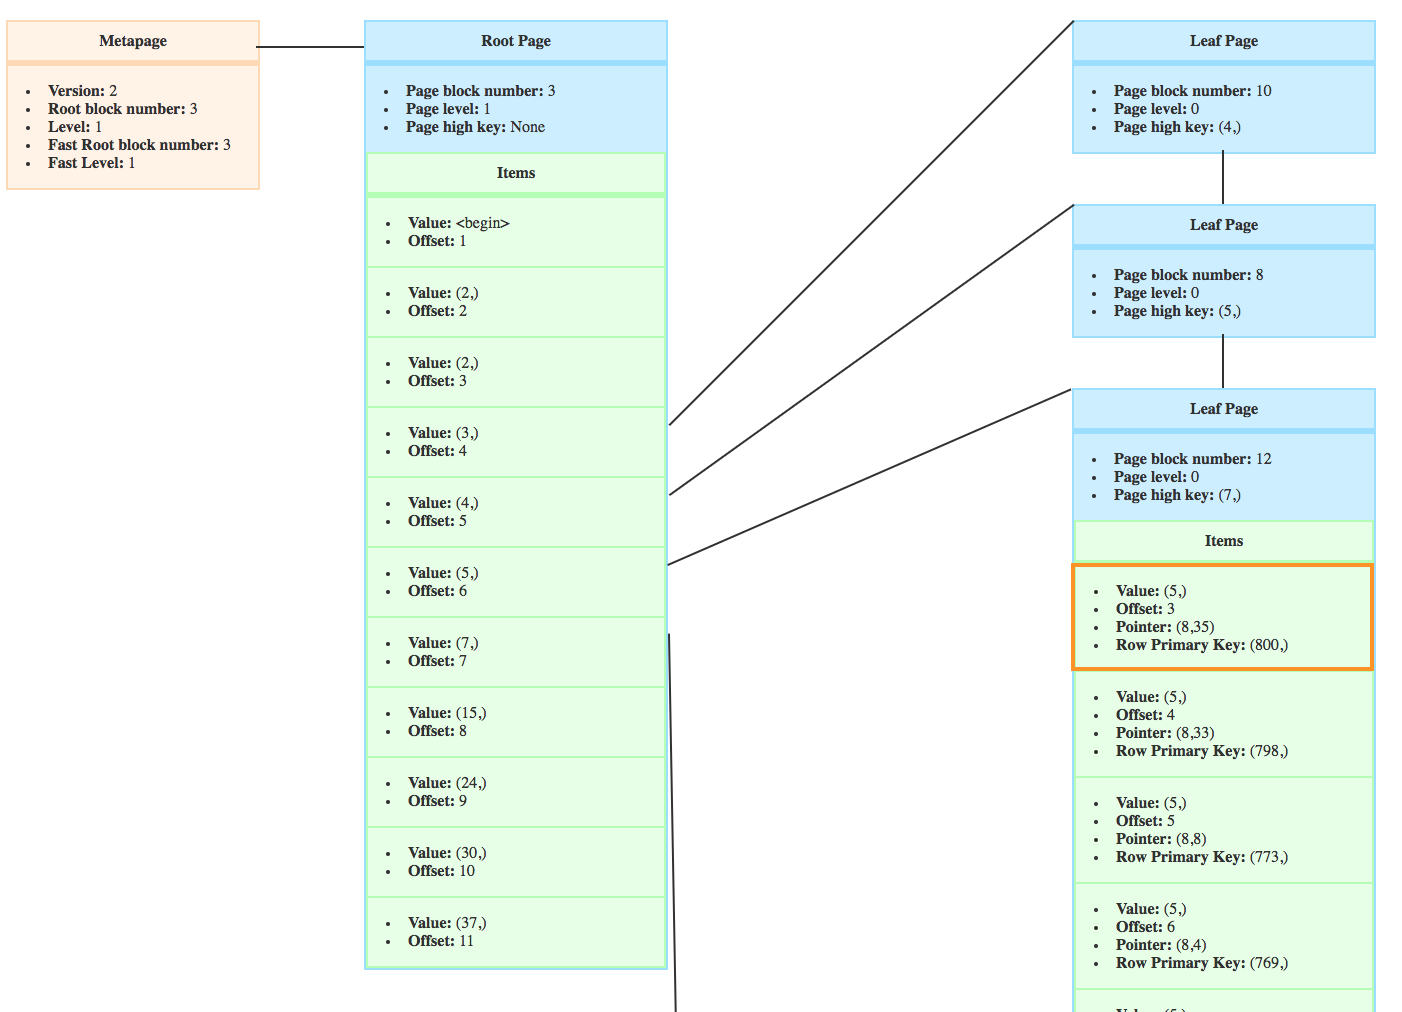 Metapage
Version: 2
Root block number: 3
Level: 1
Fast Root block number: 3
Fast Level: 1
Root Page
Page block number: 3
Page level: 1
Page high key: None
Items
Value: <begin>
Offset: 1
Value: (2,)
Offset: 2
Value: (2,)
Offset: 3
Value: (3,)
Offset: 4
Value: (4,)
Offset: 5
Value: (5,)
Offset: 6
Value: (7,)
Offset: 7
Value: (15,)
Offset: 8
Value: (24,)
Offset: 9
Value: (30,)
Offset: 10
Value: (37,)
Offset: 11
Leaf Page
Page block number: 10
Page level: 0
Page high key: (4,)
Leaf Page
Page block number: 8
Page level: 0
Page high key: (5,)
Leaf Page
Page block number: 12
Page level: 0
Page high key: (7,)
Items
Value: (5,)
Offset: 3
Pointer: (8,35)
Row Primary Key: (800,)
Value: (5,)
Offset: 4
Pointer: (8,33)
Row Primary Key: (798,)
Value: (5,)
Offset: 5
Pointer: (8,8)
Row Primary Key: (773,)
Value: (5,)
Offset: 6
Pointer: (8,4)
Row Primary Key: (769,)
Value: (5,)